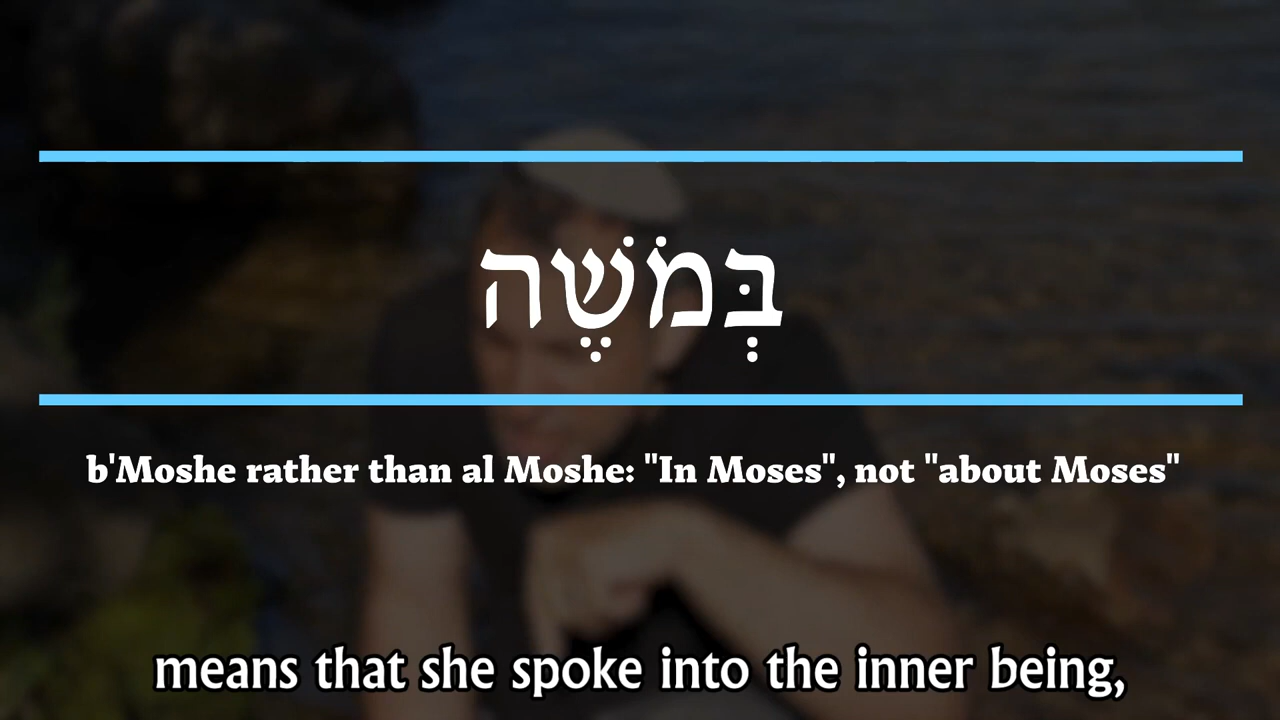 בְּמֹשֶׁה
b'Moshe rather than al Moshe: "In Moses", not "about Moses"
means that she spoke into the inner being,